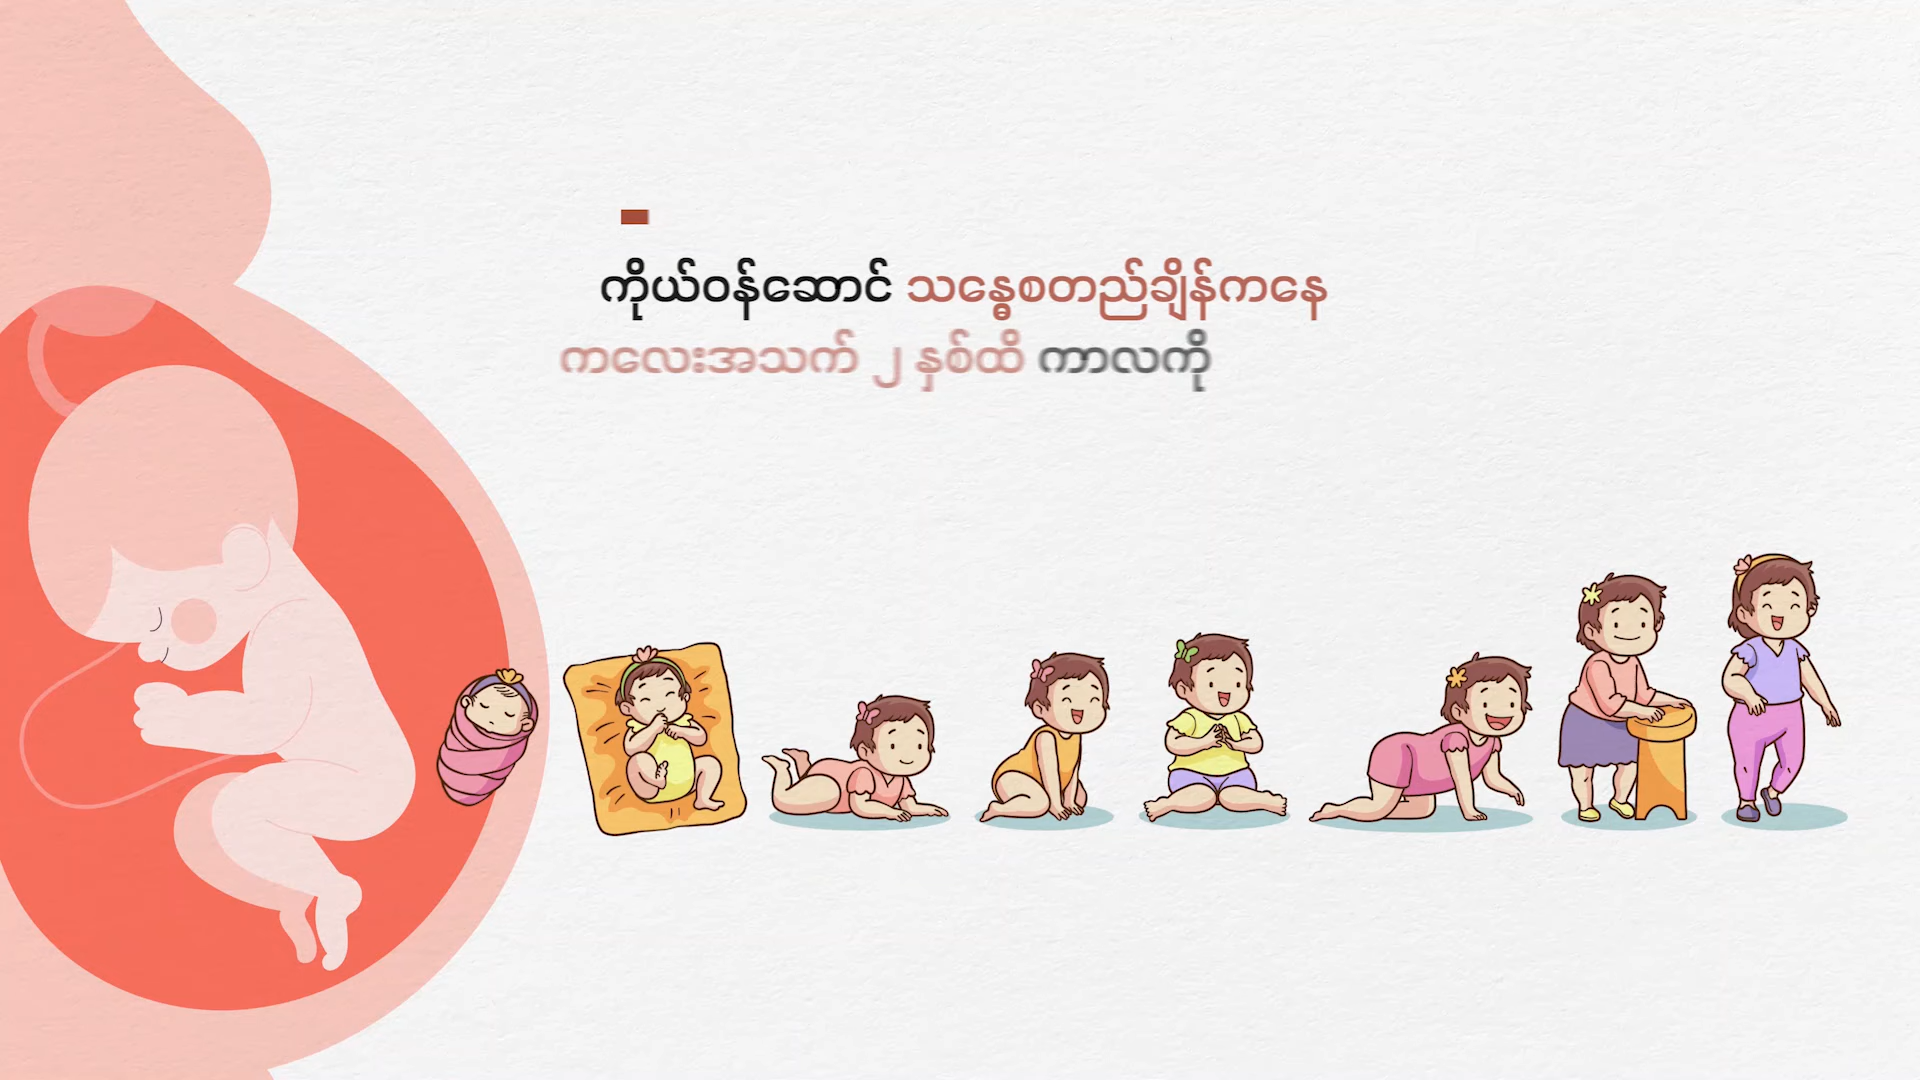 ကိုယ်ဝန်ဆောင် သန္ဓေစတည်ချိန်ကနေ
ကလေးအသက် ၂ နှစ်ထိ ကာလကို